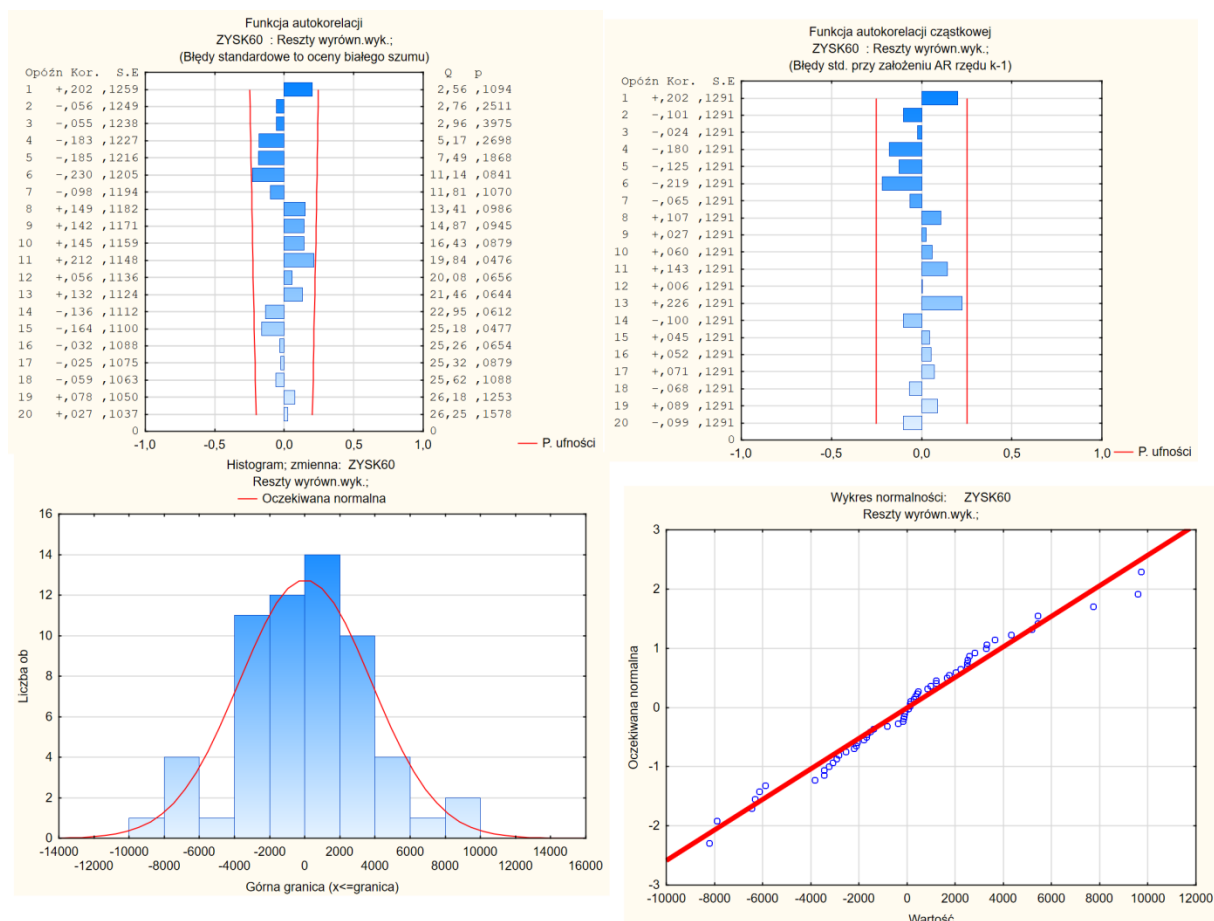 Funkcja autokorelacji
ZYSK60 : Reszty wyrówn.wyk.;
(Błędy standardowe to oceny białego szumu)
Opóźn Kor. S.E Q p
1 +,202 ,1259 2,56 ,1094
2 -,056 ,1249 2,76 ,2511
3 -,055 ,1238 2,96 ,3975
4 -,183 ,1227 5,17 ,2698
5 -,185 ,1216 7,49 ,1868
6 -,230 ,1205 11,14 ,0841
7 -,098 ,1194 11,81 ,1070
8 +,149 ,1182 13,41 ,0986
9 +,142 ,1171 14,87 ,0945
10 +,145 ,1159 16,43 ,0879
11 +,212 ,1148 19,84 ,0476
12 +,056 ,1136 20,08 ,0656
13 +,132 ,1124 21,46 ,0644
14 -,136 ,1112 22,95 ,0612
15 -,164 ,1100 25,18 ,0477
16 -,032 ,1088 25,26 ,0654
17 -,025 ,1075 25,32 ,0879
18 -,059 ,1063 25,62 ,1088
19 +,078 ,1050 26,18 ,1253
20 +,027 ,1037 26,25 ,1578
0 0
-1,0 -0,5 0,0 0,5 1,0
P. ufności
Funkcja autokorelacji cząstkowej
ZYSK60 : Reszty wyrówn.wyk.;
(Błędy std. przy założeniu AR rzędu k-1)
Opóźn Kor. S.E
1 +,202 ,1291
2 -,101 ,1291
3 -,024 ,1291
4 -,180 ,1291
5 -,125 ,1291
6 -,219 ,1291
7 -,065 ,1291
8 +,107 ,1291
9 +,027 ,1291
10 +,060 ,1291
11 +,143 ,1291
12 +,006 ,1291
13 +,226 ,1291
14 -,100 ,1291
15 +,045 ,1291
16 +,052 ,1291
17 +,071 ,1291
18 -,068 ,1291
19 +,089 ,1291
20 -,099 ,1291
0
-1,0 -0,5 0,0 0,5 1,0
P. ufności
Histogram; zmienna: ZYSK60
Reszty wyrówn.wyk.;
Oczekiwana normalna
16
14
12
10
8
6
4
2
0
Liczba ob
-14000 -10000 -6000 -2000 2000 6000 10000 14000
-12000 -8000 -4000 0 4000 8000 12000 16000
Górna granica (x<=granica)
Wykres normalności: ZYSK60
Reszty wyrówn.wyk.;
3
2
1
0
-1
-2
-3
Oczekiwana normalna
-10000 -8000 -6000 -4000 -2000 0 2000 4000 6000 8000 10000 12000
Wartość